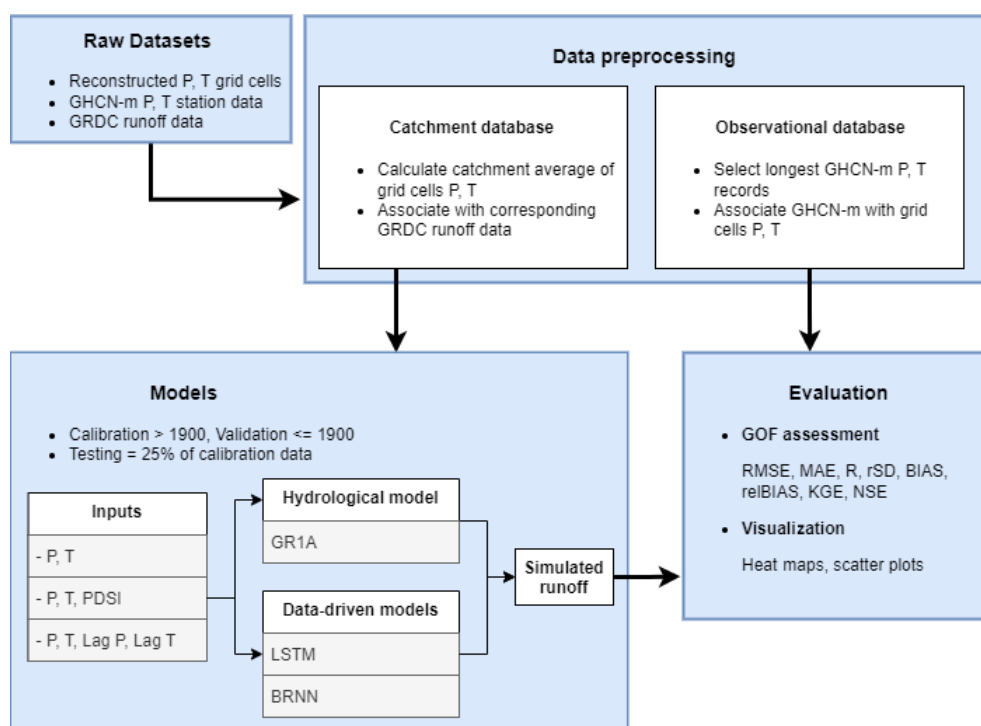 Raw Datasets
• Reconstructed P, T grid cells
• GHCN-m P, T station data
• GRDC runoff data
Data preprocessing
Catchment database
• Calculate catchment average of
grid cells P, T
• Associate with corresponding
GRDC runoff data
Observational database
• Select longest GHCN-m P, T
records
• Associate GHCN-m with grid
cells P, T
Models
• Calibration > 1900, Validation <= 1900
• Testing = 25% of calibration data
Inputs
- P, T
- P, T, PDSI
- P, T, Lag P, Lag T
Hydrological model
GR1A
Data-driven models
LSTM
BRNN
Simulated
runoff
Evaluation
• GOF assessment
RMSE, MAE, R, rSD, BIAS,
relBIAS, KGE, NSE
• Visualization
Heat maps, scatter plots